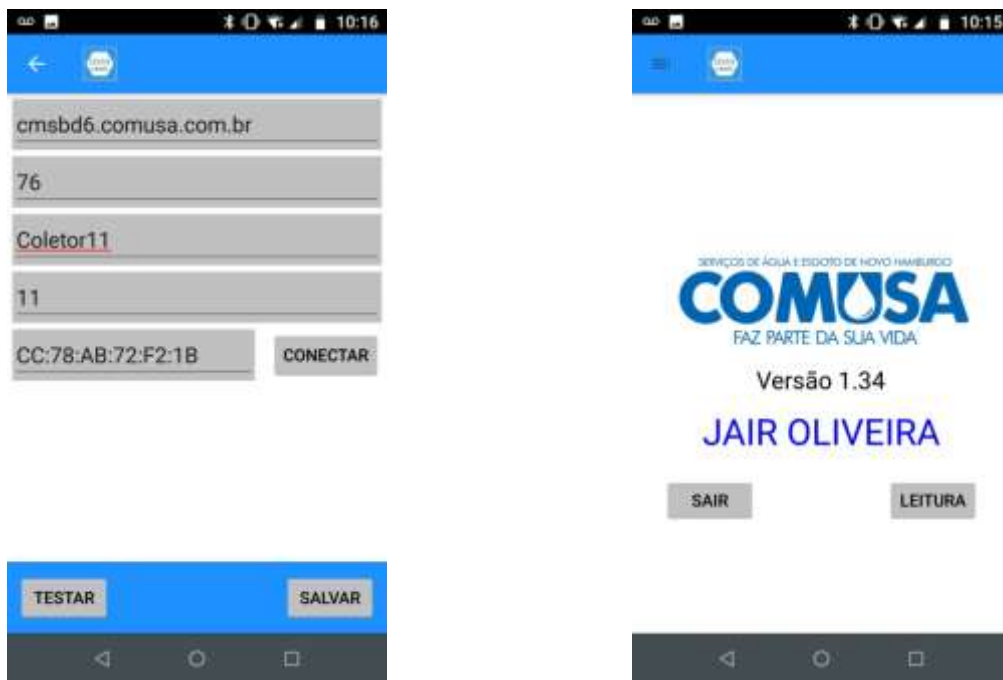 10:16
cmsbd6.comusa.com.br
76
Coletor11
11
CC:78:AB:72:F2:1B
CONECTAR
TESTAR
SALVAR
10:15
SERVIÇOS DE ÁGUA E ESGOTO DE NOVO HAMBURGO
COMUSA
FAZ PARTE DA SUA VIDA
Versão 1.34
JAIR OLIVEIRA
SAIR
LEITURA